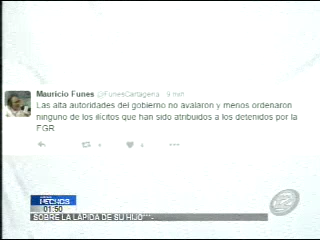 Mauricio Funes @FunesCartagena · 9 min
Las alta autoridades del gobierno no avalaron y menos ordenaron
ninguno de los ilícitos que han sido atribuidos a los detenidos por la
FGR
HECHOS
01:50
SOBRE LA LÁPIDA DE SU HIJO